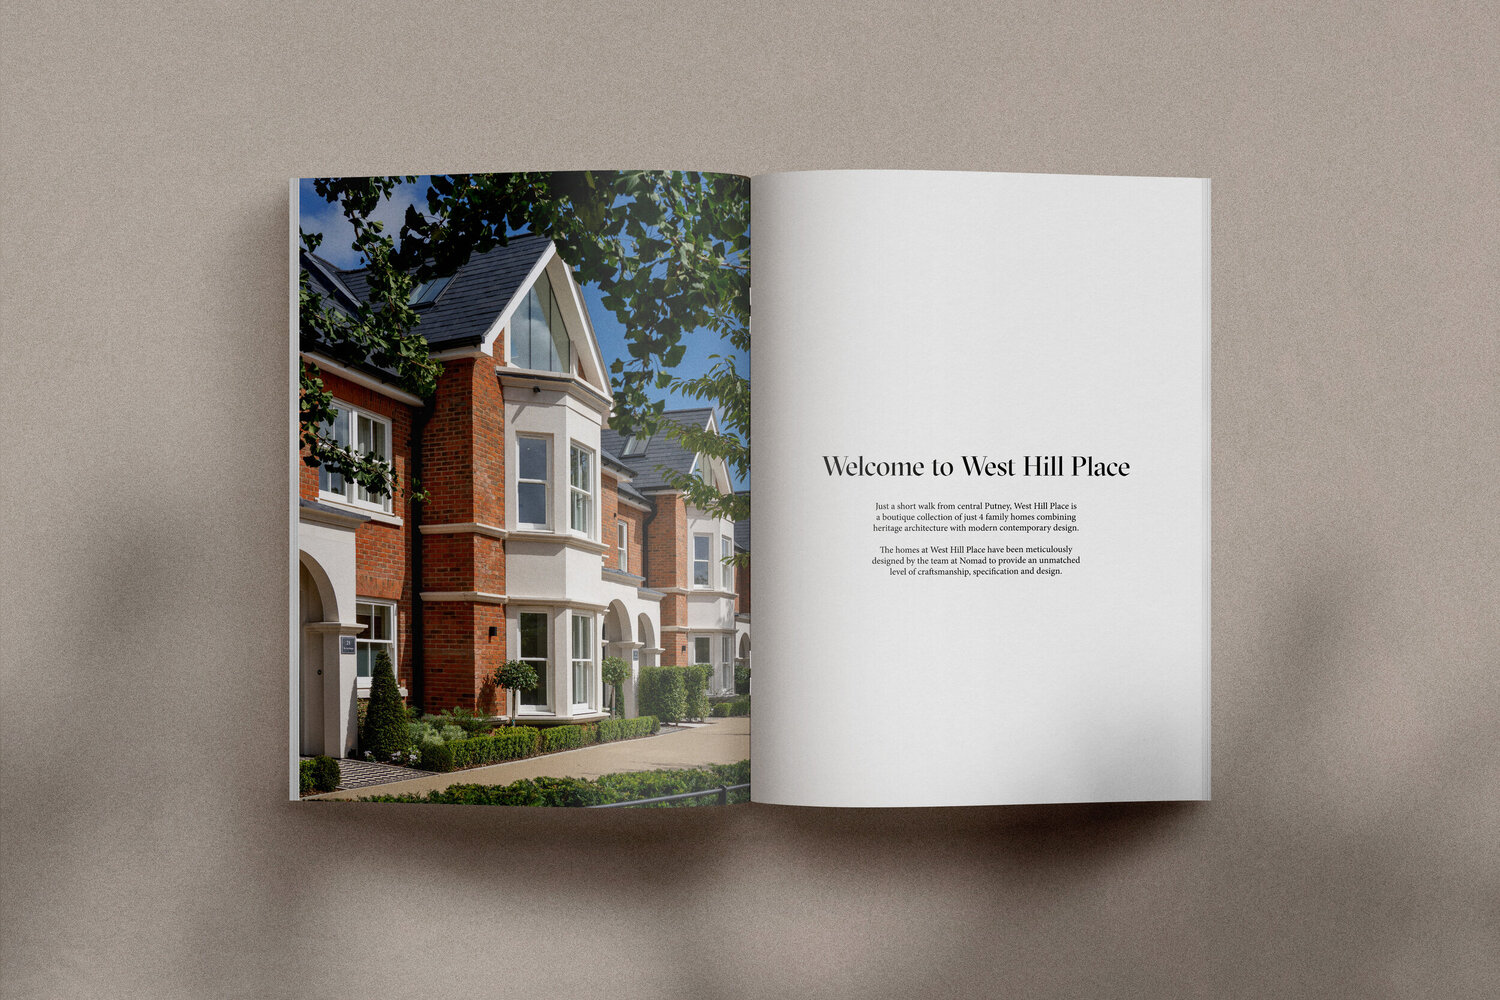 Welcome to West Hill Place
Just a short walk from central Putney, West Hill Place is
a boutique collection of just 4 family homes combining
heritage architecture with modern contemporary design.
The homes at West Hill Place have been meticulously
designed by the team at Nomad to provide an unmatched
level of craftsmanship, specification and design.